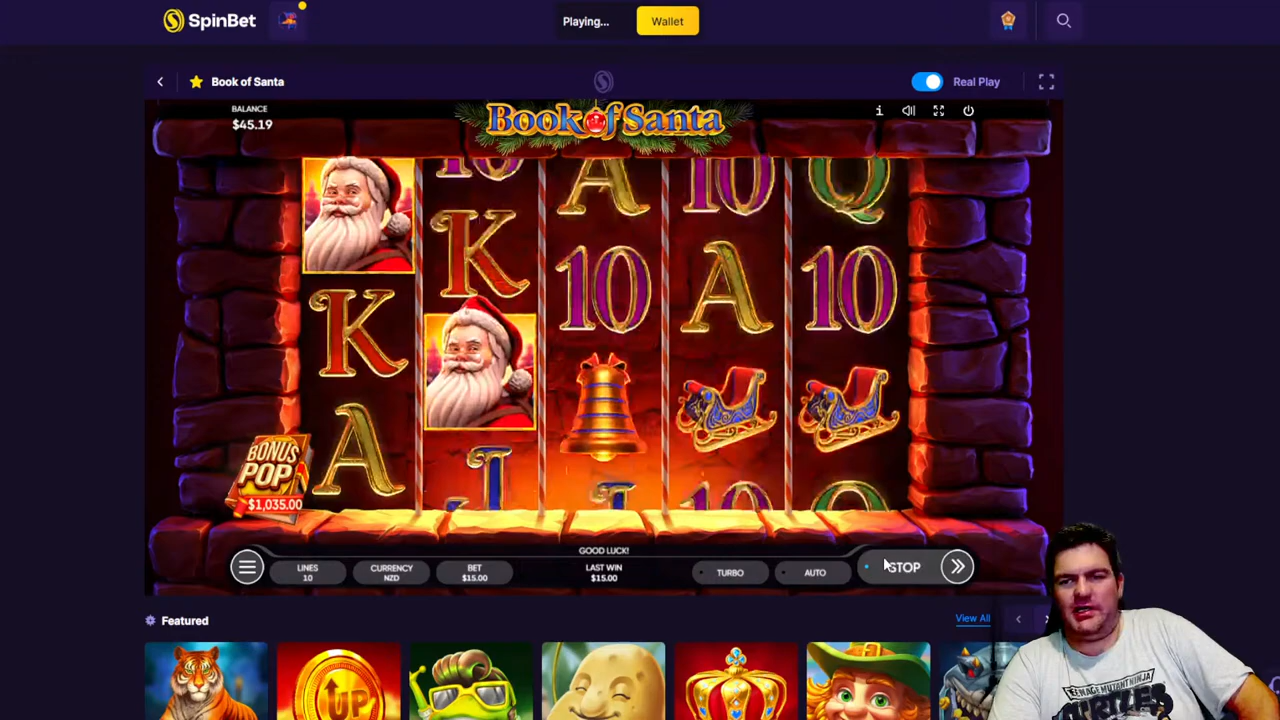 SpinBet
Playing...
Wallet
Book of Santa
Real Play
BALANCE
$45.19
Book of Santa
i
10 A 10 Q
K
10 A 10
K
A
J
J 10 Q
BONUS
POP
$1,035.00
GOOD LUCK!
LINES
10
CURRENCY
NZD
BET
$15.00
LAST WIN
$15.00
TURBO
AUTO
STOP
Featured
View All
UP
TEENAGE MUTANT NINJA
TURTLES